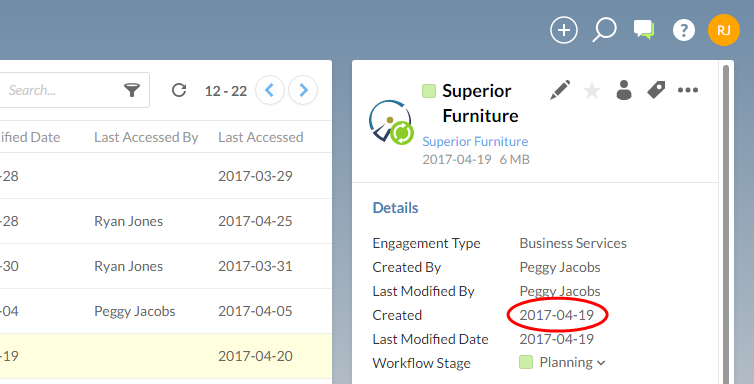 RJ
Search...
12 - 22
ified Date Last Accessed By Last Accessed
-28 2017-03-29
-28 Ryan Jones 2017-04-25
-30 Ryan Jones 2017-03-31
-04 Peggy Jacobs 2017-04-05
-19 2017-04-20
Superior
Furniture
Superior Furniture
2017-04-19 6 MB
Details
Engagement Type Business Services
Created By Peggy Jacobs
Last Modified By Peggy Jacobs
Created 2017-04-19
Last Modified Date 2017-04-19
Workflow Stage Planning